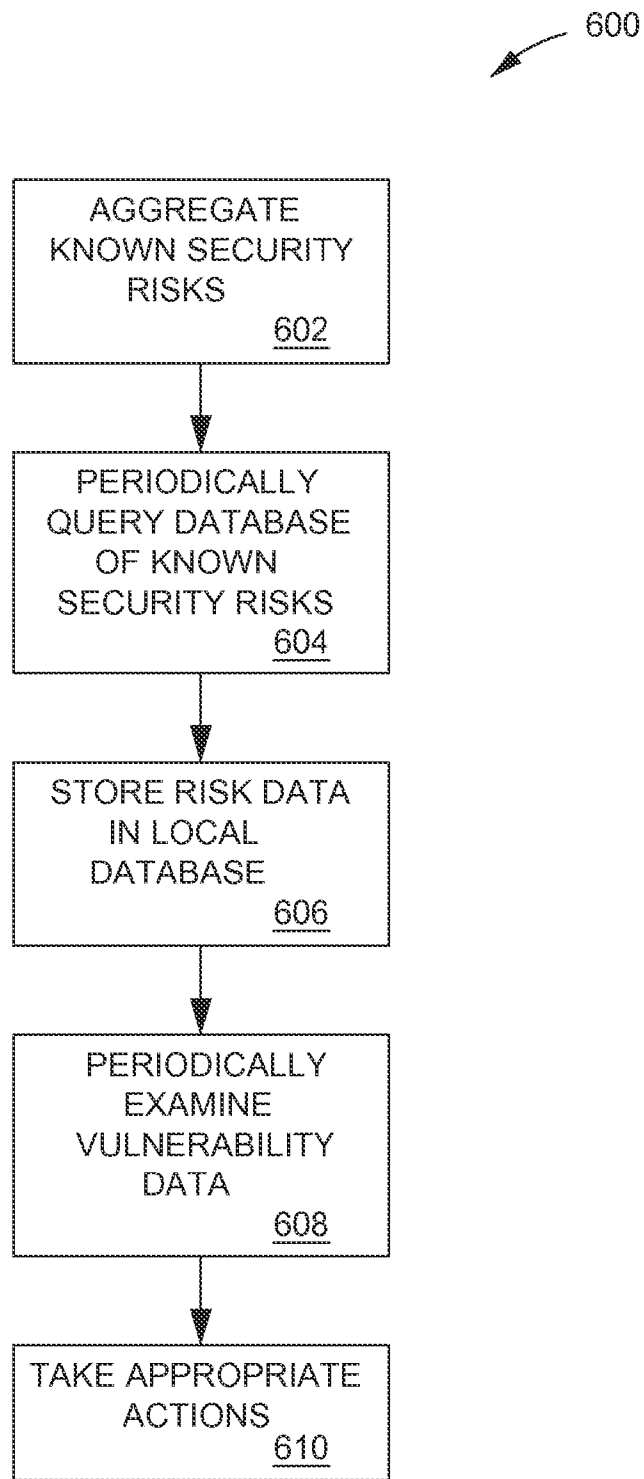 600
AGGREGATE
KNOWN SECURITY
RISKS
602
PERIODICALLY
QUERY DATABASE
OF KNOWN
SECURITY RISKS
604
STORE RISK DATA
IN LOCAL
DATABASE
606
PERIODICALLY
EXAMINE
VULNERABILITY
DATA
608
TAKE APPROPRIATE
ACTIONS
610